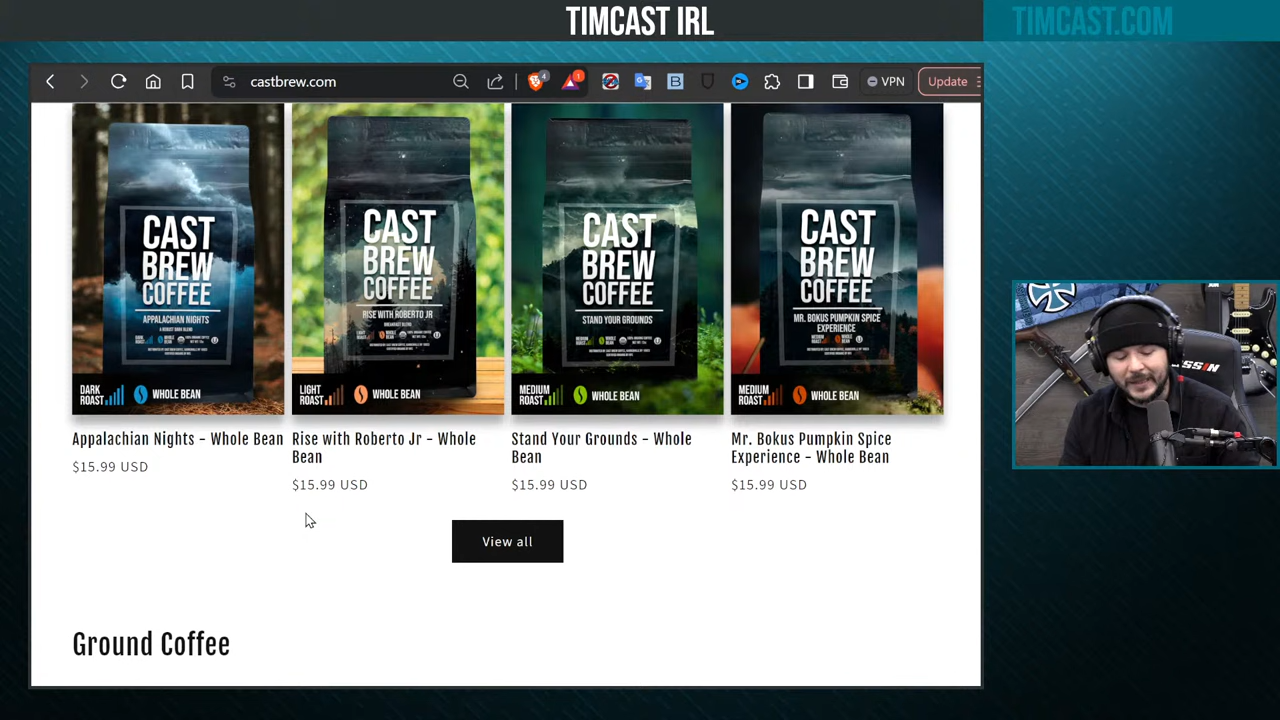 TIMCAST IRL
TIMCAST.COM
castbrew.com
4
1
VPN
Update
CAST
BREW
COFFEE
APPALACHIAN NIGHTS
DARK
ROAST
WHOLE BEAN
CAST
BREW
COFFEE
RISE WITH ROBERTO JR
BREAKFAST BLEND
LIGHT
ROAST
WHOLE BEAN
CAST
BREW
COFFEE
STAND YOUR GROUNDS
MEDIUM
ROAST
WHOLE BEAN
CAST
BREW
COFFEE
MR. BOKUS PUMPKIN SPICE
EXPERIENCE
MEDIUM
ROAST
WHOLE BEAN
Appalachian Nights - Whole Bean
$15.99 USD
Rise with Roberto Jr - Whole
Bean
$15.99 USD
Stand Your Grounds - Whole
Bean
$15.99 USD
Mr. Bokus Pumpkin Spice
Experience - Whole Bean
$15.99 USD
View all
Ground Coffee